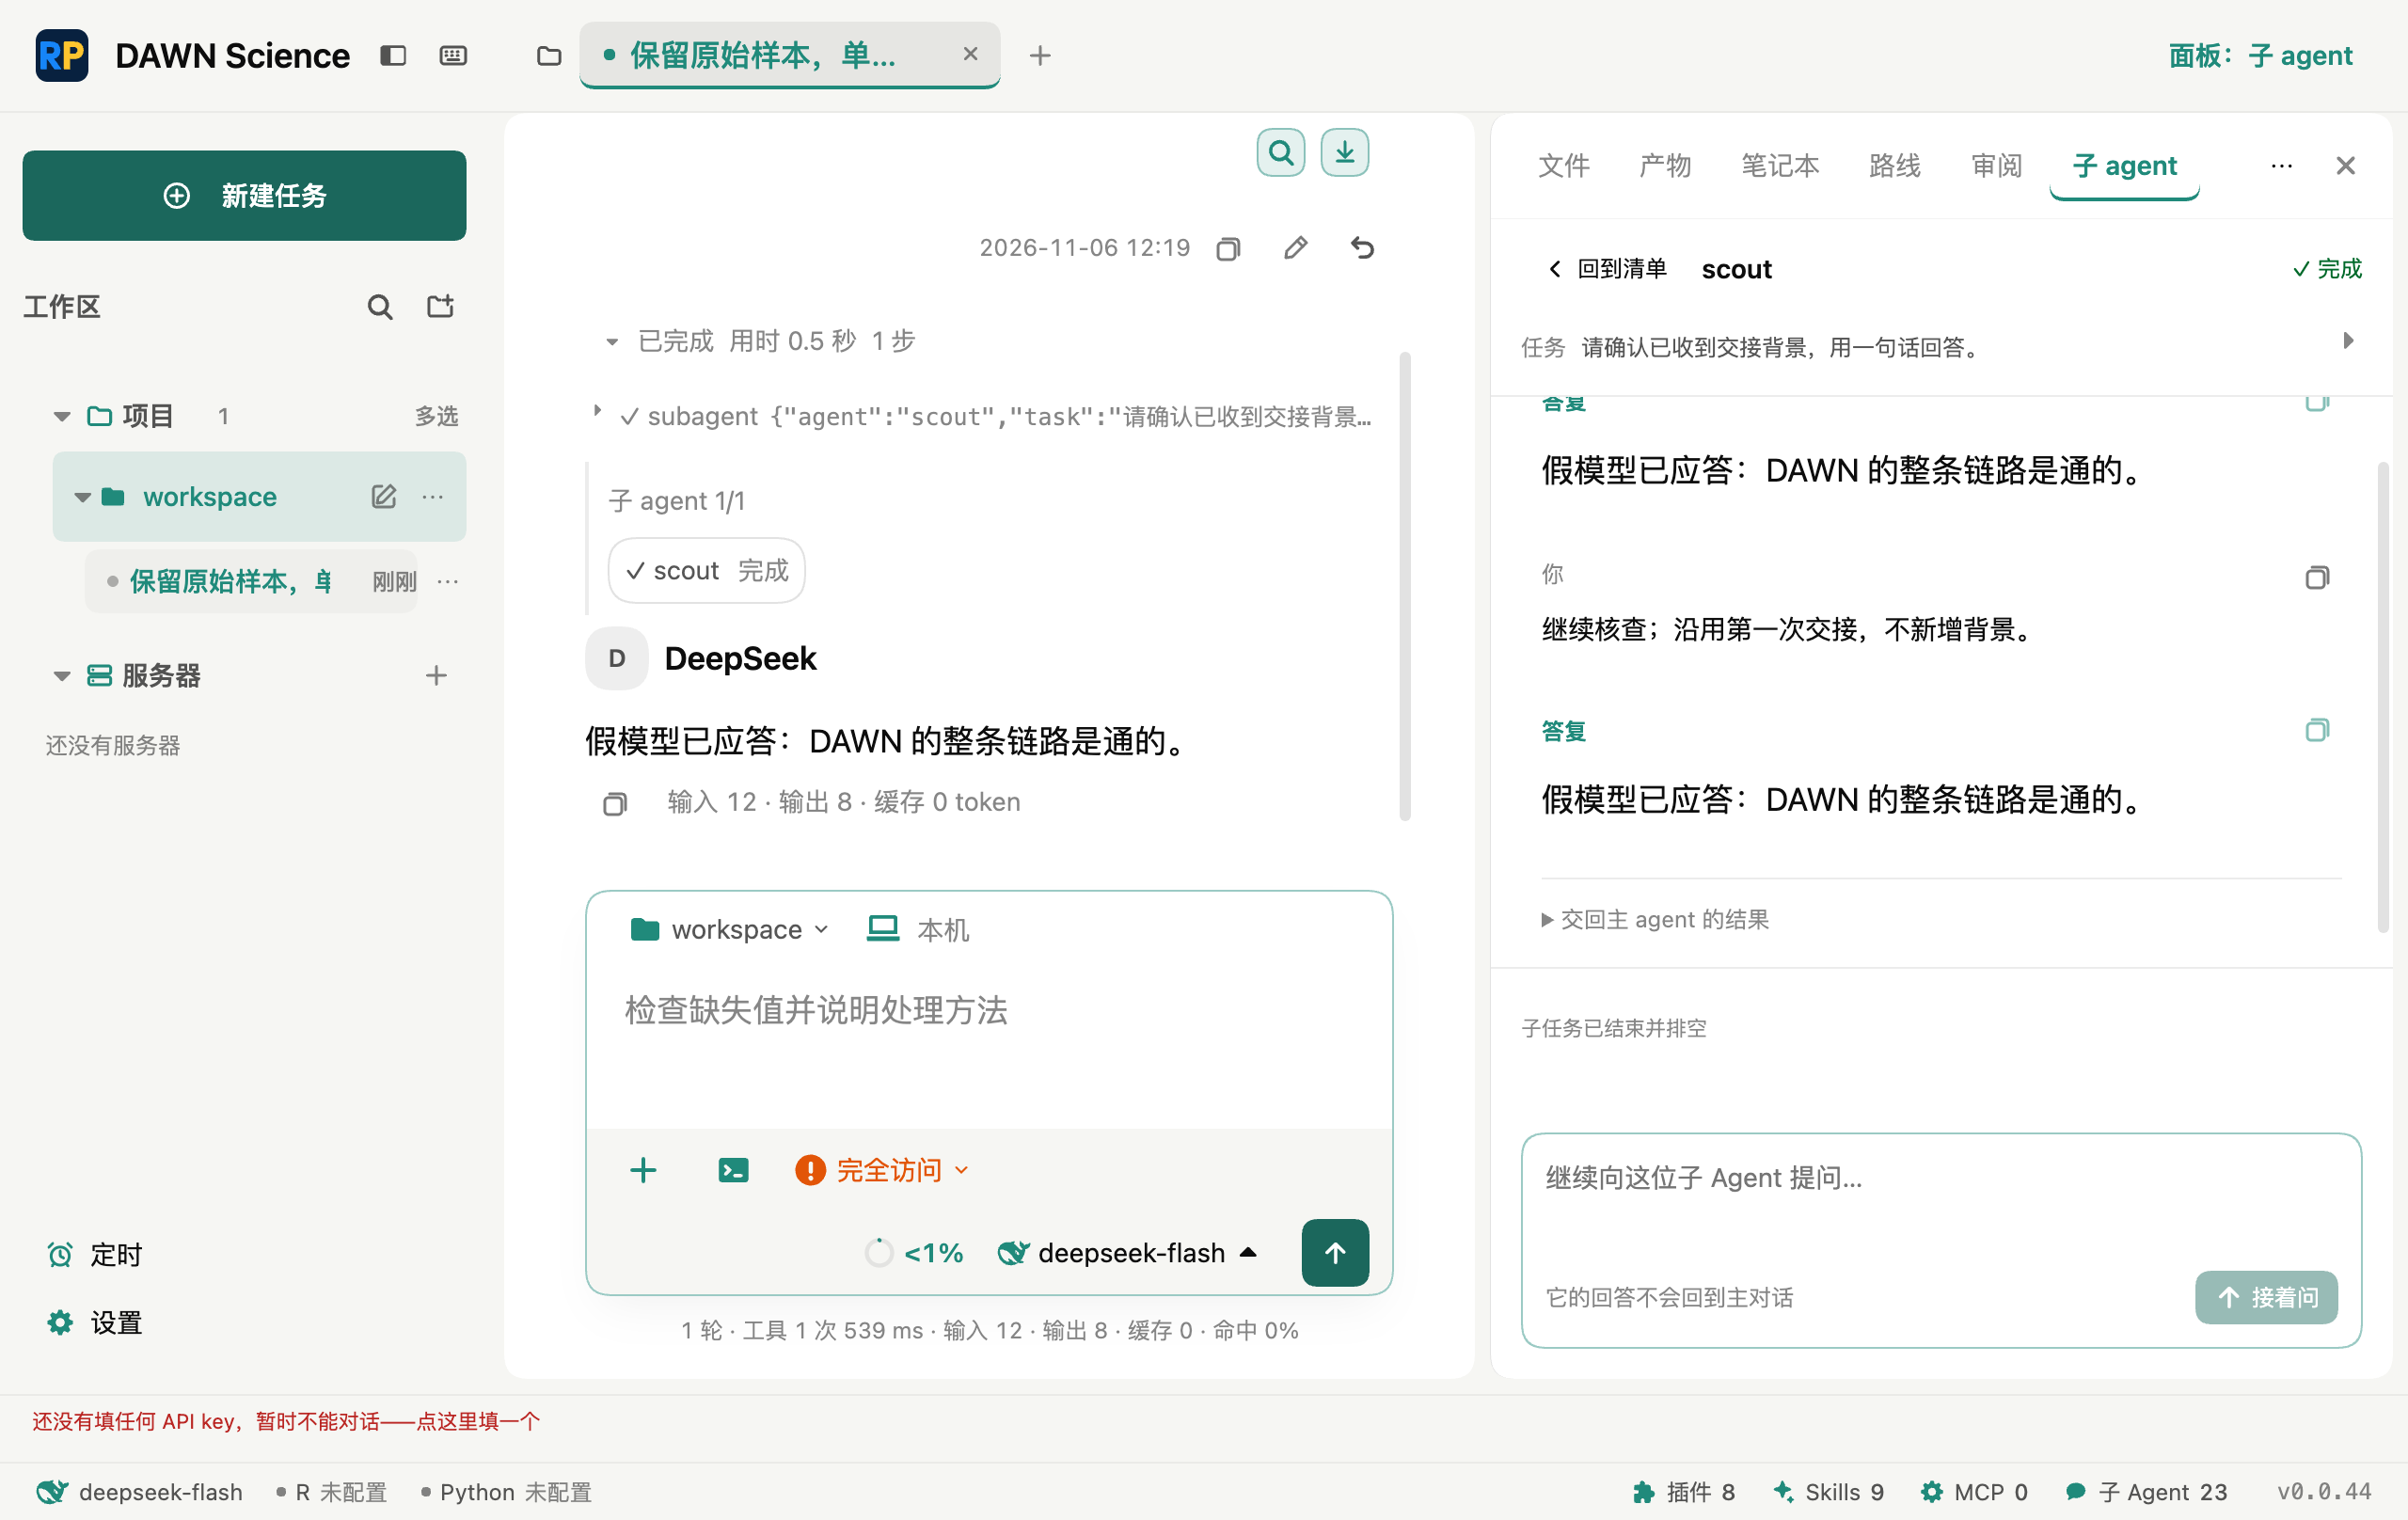 RP DAWN Science
保留原始样本，单...
面板：子 agent
新建任务
工作区
项目 1 多选
workspace
保留原始样本，单 刚刚
服务器
还没有服务器
定时
设置
2026-11-06 12:19
已完成 用时 0.5 秒 1 步
subagent {"agent":"scout","task":"请确认已收到交接背景…
子 agent 1/1
scout 完成
D DeepSeek
假模型已应答：DAWN 的整条链路是通的。
输入 12 · 输出 8 · 缓存 0 token
workspace 本机
检查缺失值并说明处理方法
完全访问
<1% deepseek-flash
1 轮 · 工具 1 次 539 ms · 输入 12 · 输出 8 · 缓存 0 · 命中 0%
文件 产物 笔记本 路线 审阅 子 agent
回到清单 scout 完成
任务 请确认已收到交接背景，用一句话回答。
答复
假模型已应答：DAWN 的整条链路是通的。
你
继续核查；沿用第一次交接，不新增背景。
答复
假模型已应答：DAWN 的整条链路是通的。
交回主 agent 的结果
子任务已结束并排空
继续向这位子 Agent 提问...
它的回答不会回到主对话 接着问
还没有填任何 API key，暂时不能对话——点这里填一个
deepseek-flash R 未配置 Python 未配置
插件 8 Skills 9 MCP 0 子 Agent 23 v0.0.44